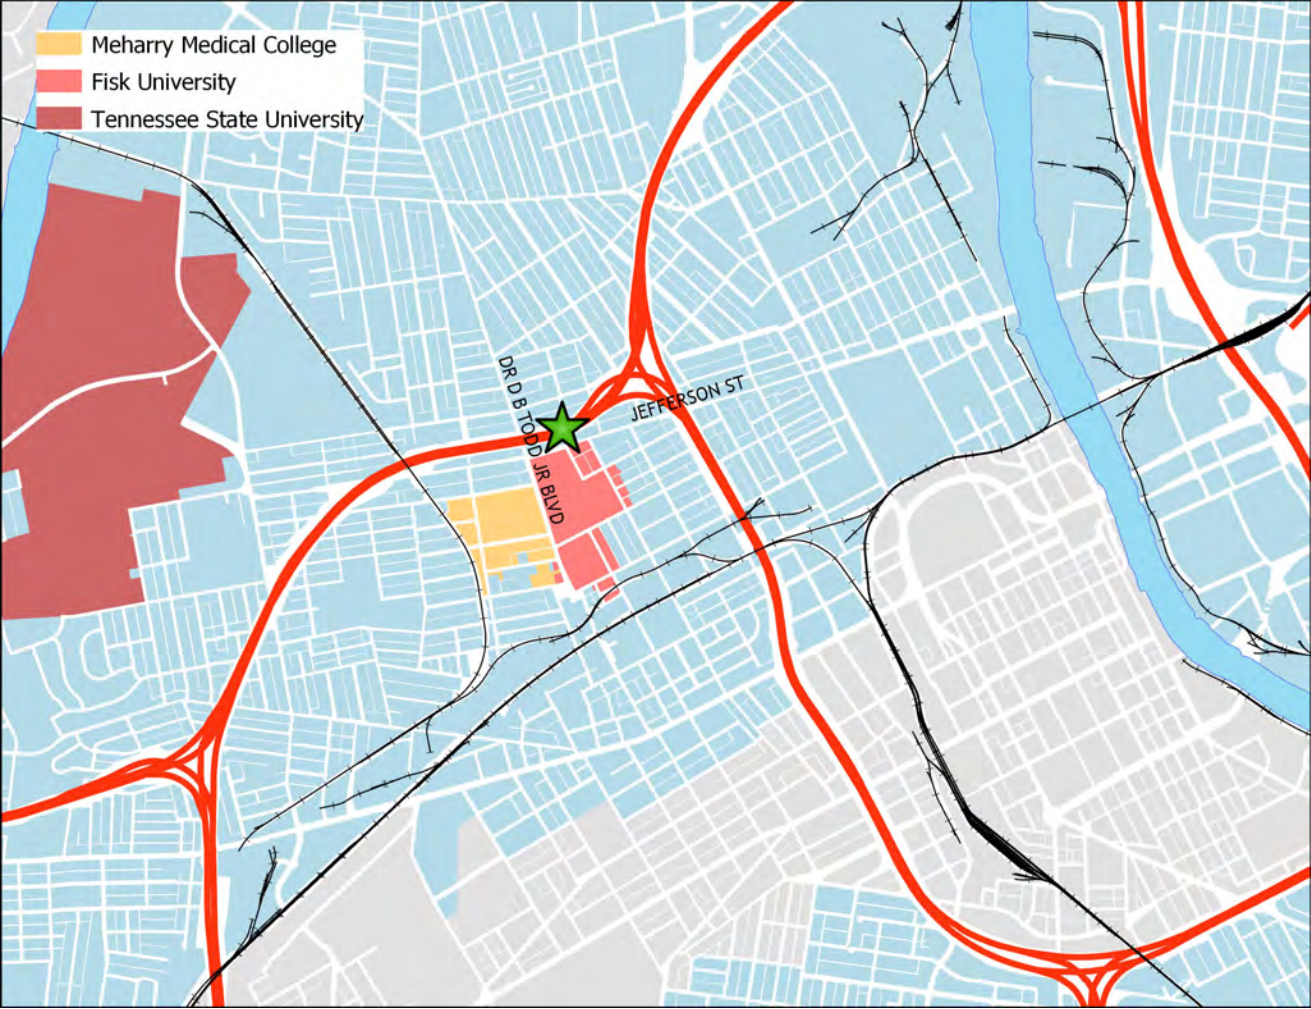 Meharry Medical College
Fisk University
Tennessee State University
DR D B TODD JR BLVD
JEFFERSON ST